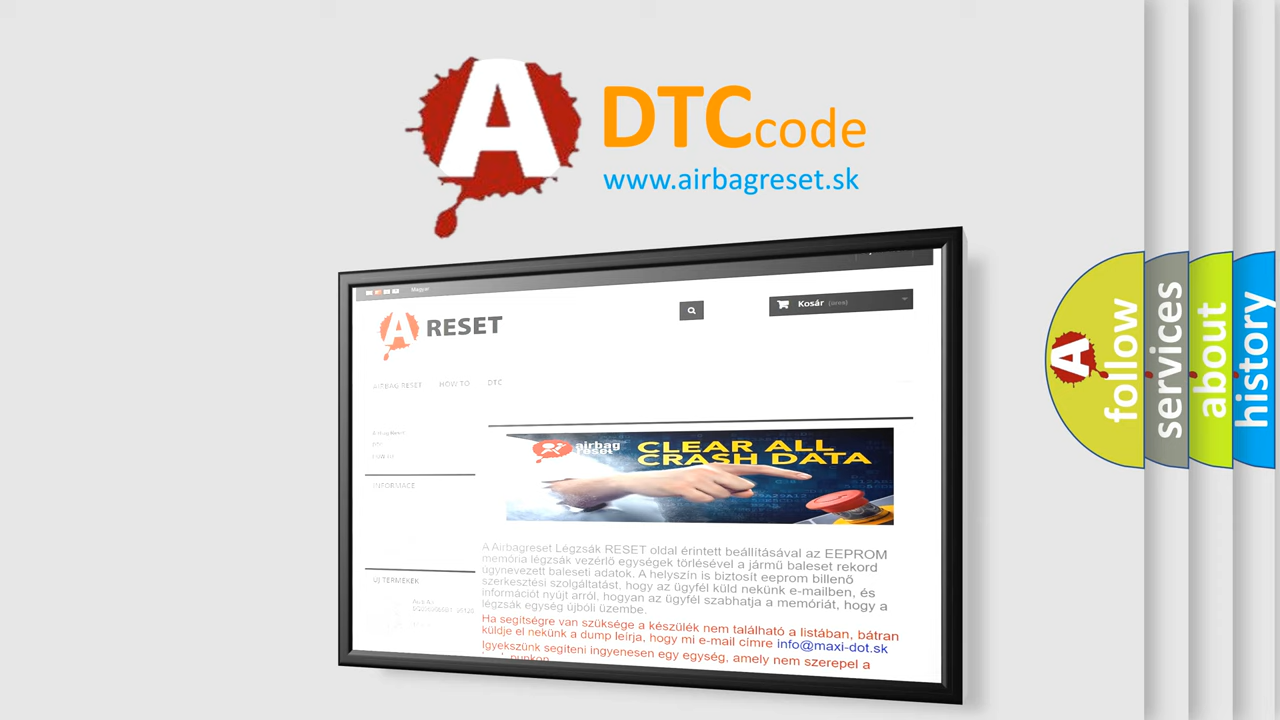 A DTC code
www.airbagreset.sk
Magyar
A RESET
Kosár (üres)
AIRBAG RESET HOW TO DTC
DTC
INFORMACE
airbag
reset
CLEAR ALL
CRASH DATA
A Airbagreset Légzsák RESET oldal érintett beállításával az EEPROM
memória légzsák vezérlő egységek törlésével a jármű baleset rekord
úgynevezett baleseti adatok. A helyszín is biztosít eeprom billenő
szerkesztési szolgáltatást, hogy az ügyfél küld nekünk e-mailben, és
információt nyújt arról, hogyan az ügyfél szabhatja a memóriát, hogy a
légzsák egység újbóli üzembe.
Ha segítségre van szüksége a készülék nem található a listában, bátran
küldje el nekünk a dump leírja, hogy mi e-mail címre info@maxi-dot.sk
Igyekszünk segíteni ingyenesen egy egység, amely nem szerepel a
ÚJ TERMÉKEK
A follow
services
about
history